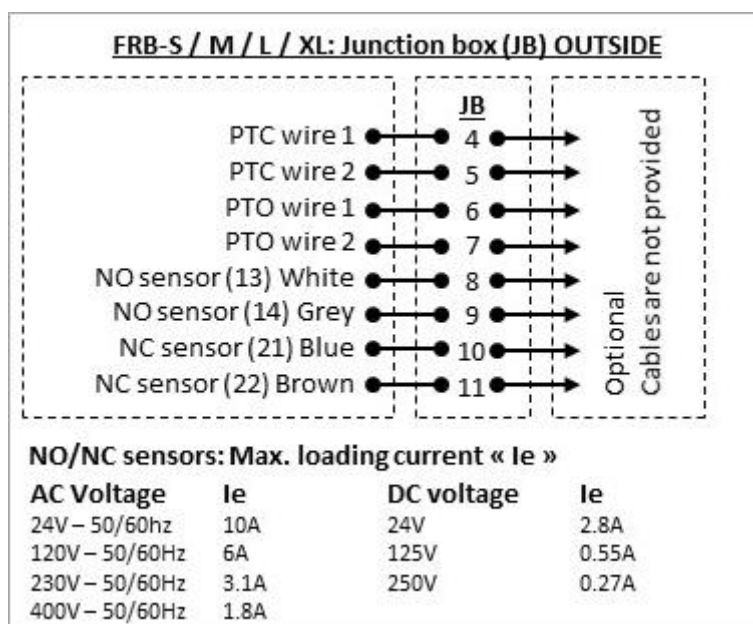 FRB-S / M / L / XL: Junction box (JB) OUTSIDE
JB
PTC wire 1 4
PTC wire 2 5
PTO wire 1 6
PTO wire 2 7
NO sensor (13) White 8
NO sensor (14) Grey 9
NC sensor (21) Blue 10
NC sensor (22) Brown 11
Optional
Cables are not provided
NO/NC sensors: Max. loading current « Ie »
AC Voltage Ie DC voltage Ie
24V – 50/60hz 10A 24V 2.8A
120V – 50/60Hz 6A 125V 0.55A
230V – 50/60Hz 3.1A 250V 0.27A
400V – 50/60Hz 1.8A